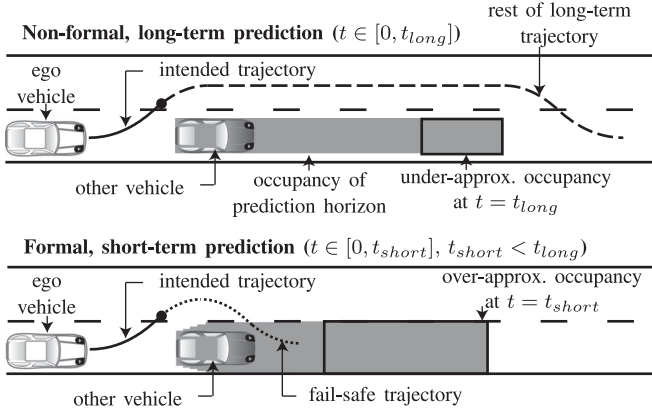 Non-formal, long-term prediction (t ∈ [0, t_long])
rest of long-term
trajectory
ego
vehicle
intended trajectory
other vehicle
occupancy of
prediction horizon
under-approx. occupancy
at t = t_long
Formal, short-term prediction (t ∈ [0, t_short], t_short < t_long)
ego
vehicle
intended trajectory
over-approx. occupancy
at t = t_short
other vehicle
fail-safe trajectory